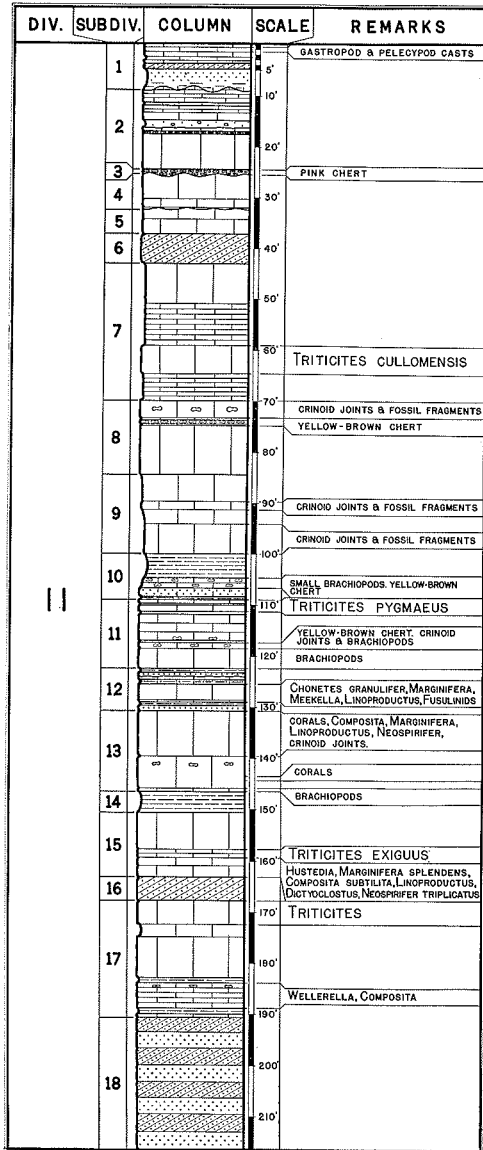 DIV. SUBDIV. COLUMN SCALE REMARKS
1
GASTROPOD & PELECYPOD CASTS
5'
10'
2
20'
3
PINK CHERT
4
30'
5
6
40'
50'
7
60'
TRITICITES CULLOMENSIS
70'
CRINOID JOINTS & FOSSIL FRAGMENTS
YELLOW-BROWN CHERT
8
80'
90'
CRINOID JOINTS & FOSSIL FRAGMENTS
9
CRINOID JOINTS & FOSSIL FRAGMENTS
100'
10
SMALL BRACHIOPODS. YELLOW-BROWN
CHERT
II
110'
TRITICITES PYGMAEUS
11
YELLOW-BROWN CHERT. CRINOID
JOINTS & BRACHIOPODS
120'
BRACHIOPODS
12
CHONETES GRANULIFER, MARGINIFERA,
MEEKELLA, LINOPRODUCTUS, FUSULINIDS
130'
CORALS, COMPOSITA, MARGINIFERA,
LINOPRODUCTUS, NEOSPIRIFER,
CRINOID JOINTS.
13
140'
CORALS
14
BRACHIOPODS
150'
15
160'
TRITICITES EXIGUUS
HUSTEDIA, MARGINIFERA SPLENDENS,
COMPOSITA SUBTILITA, LINOPRODUCTUS,
DICTYOCLOSTUS, NEOSPIRIFER TRIPLICATUS
16
170'
TRITICITES
17
180'
WELLERELLA, COMPOSITA
190'
18
200'
210'